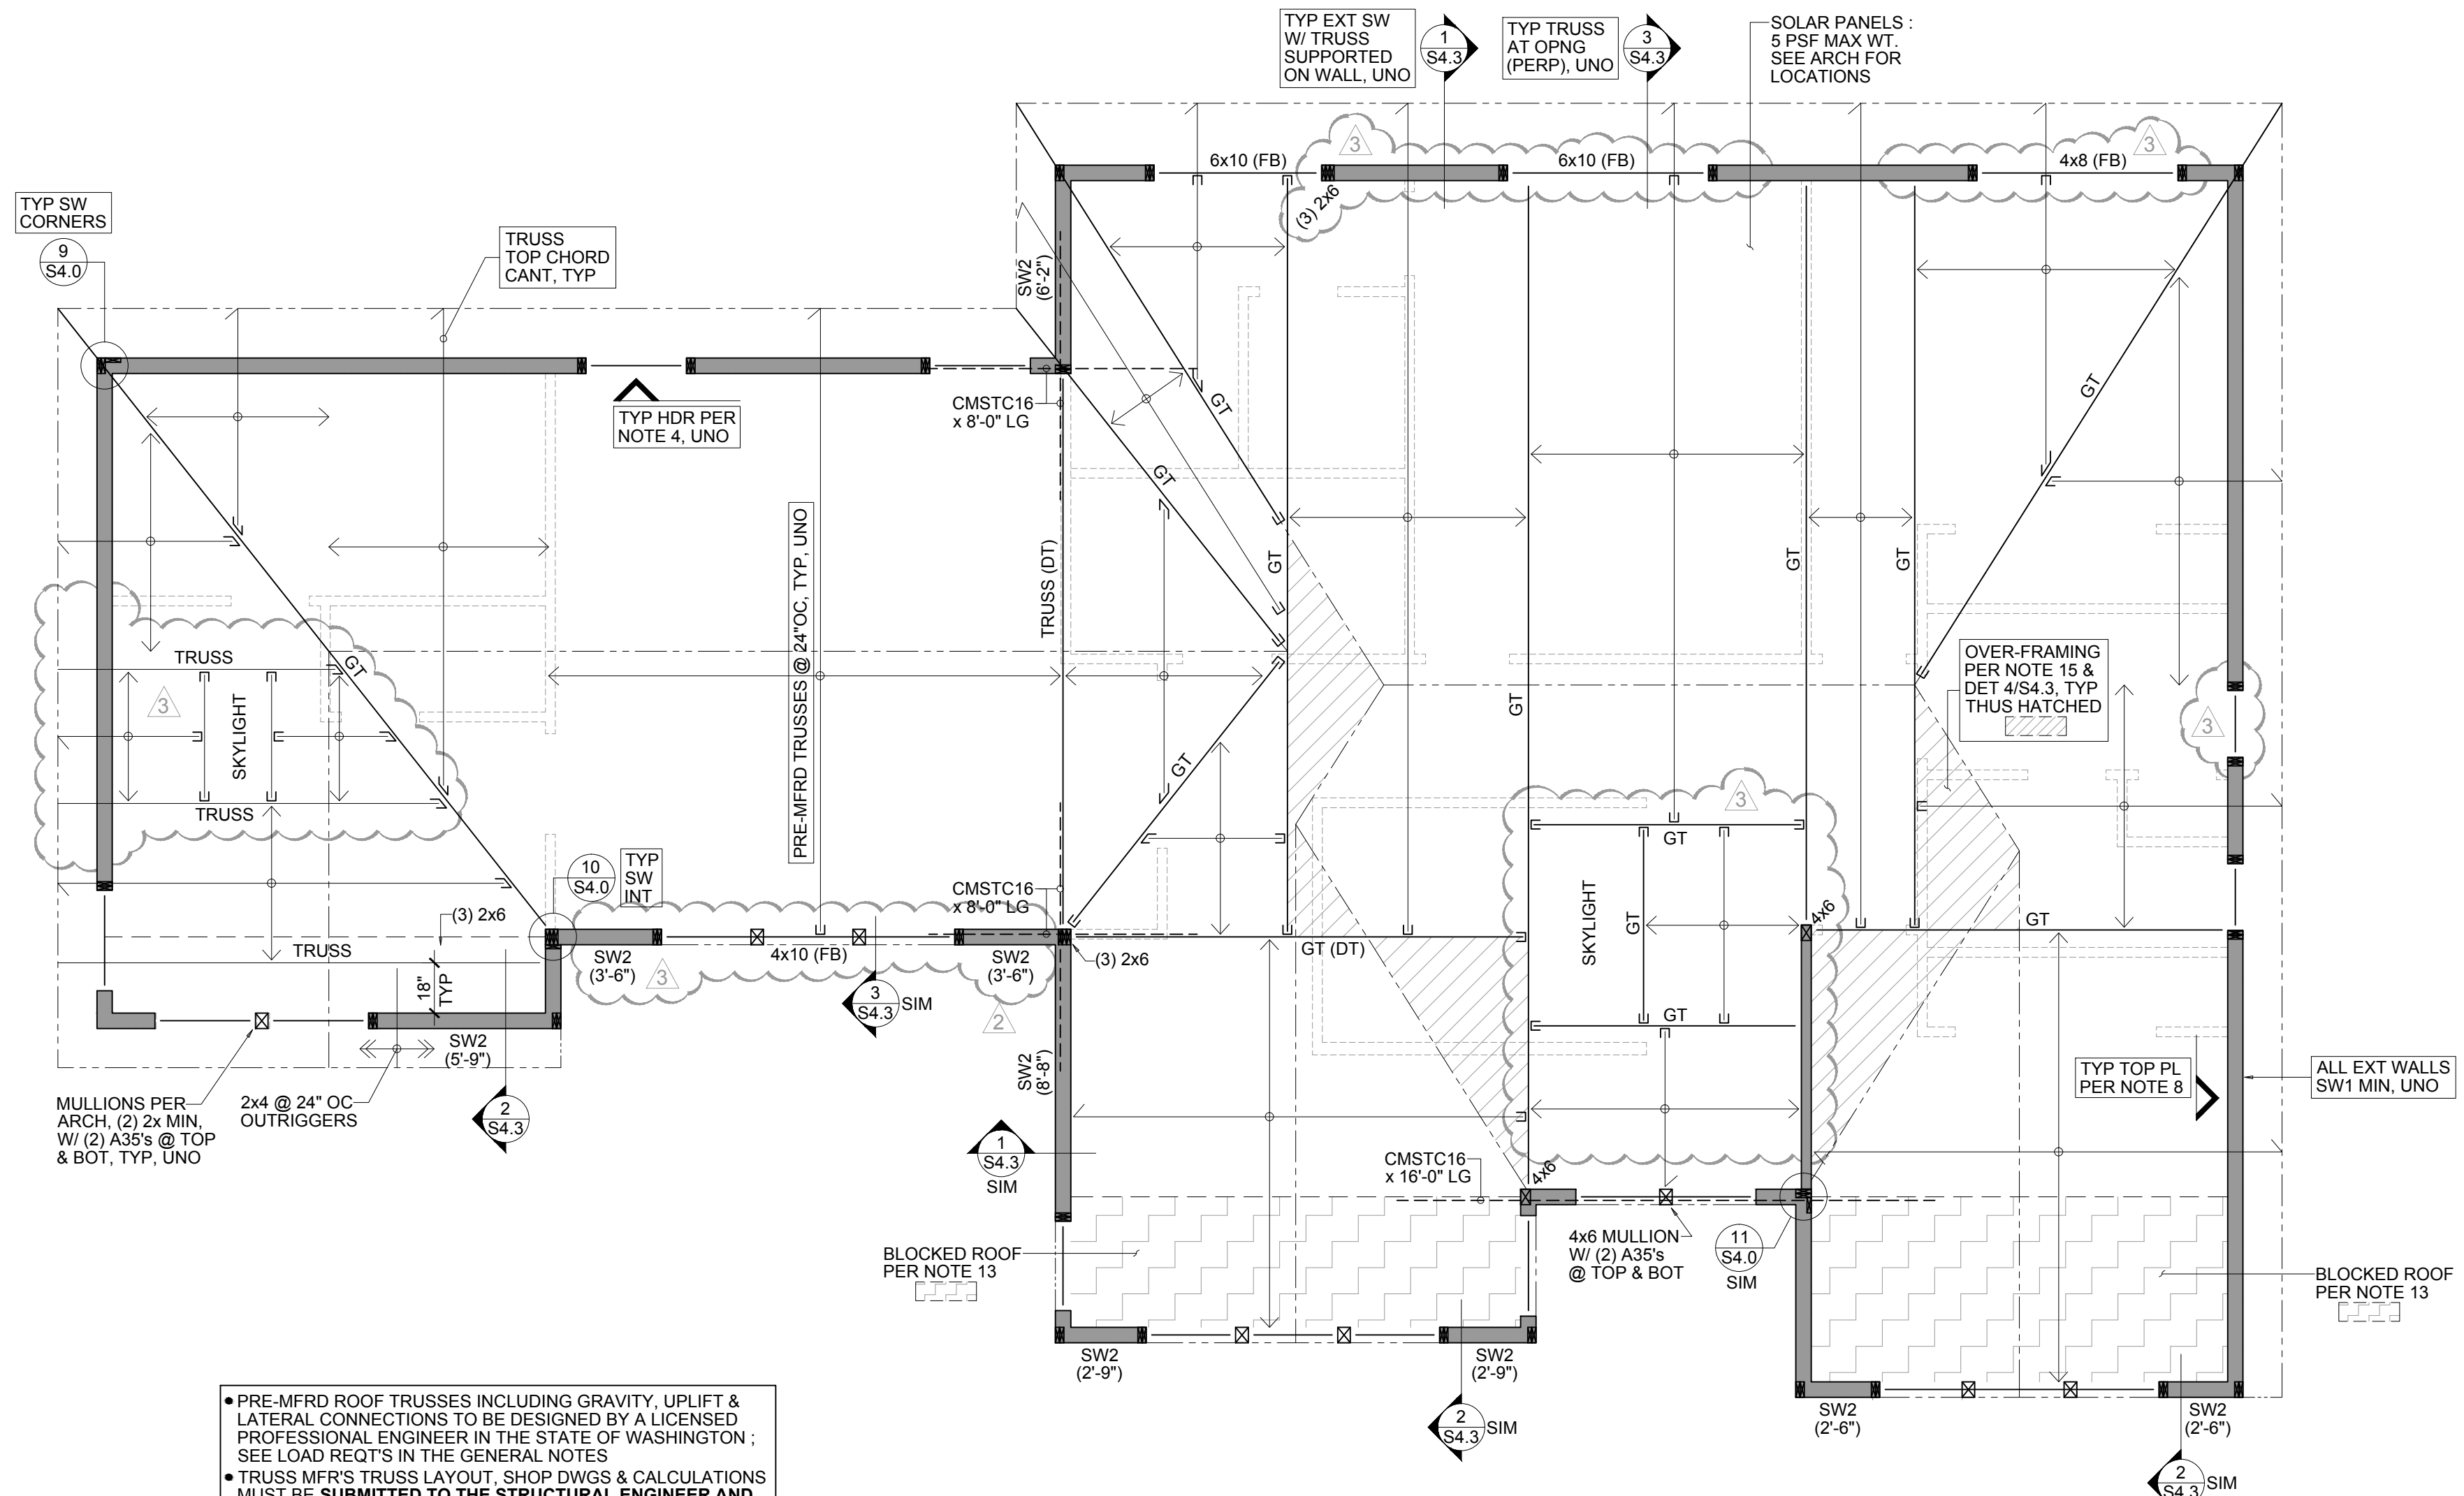 TYP EXT SW
W/ TRUSS
SUPPORTED
ON WALL, UNO
1
S4.3
TYP TRUSS
AT OPNG
(PERP), UNO
3
S4.3
SOLAR PANELS :
5 PSF MAX WT.
SEE ARCH FOR
LOCATIONS
6x10 (FB)
3
6x10 (FB)
3
4x8 (FB)
(3) 2x6
TYP SW
CORNERS
9
S4.0
TRUSS
TOP CHORD
CANT, TYP
SW2
(6'-2")
TYP HDR PER
NOTE 4, UNO
CMSTC16
x 8'-0" LG
GT
GT
GT
PRE-MFRD TRUSSES @ 24"OC, TYP, UNO
TRUSS (DT)
GT
GT
GT
GT
TRUSS
GT
3
SKYLIGHT
TRUSS
OVER-FRAMING
PER NOTE 15 &
DET 4/S4.3, TYP
THUS HATCHED
3
GT
3
GT
SKYLIGHT
GT
GT
10
S4.0
TYP
SW
INT
CMSTC16
x 8'-0" LG
4x6
GT
(3) 2x6
TRUSS
18"
TYP
SW2
(3'-6")
3
4x10 (FB)
SW2
(3'-6")
(3) 2x6
GT (DT)
3
S4.3
SIM
2
SW2
(5'-9")
SW2
(8'-8")
MULLIONS PER
ARCH, (2) 2x MIN,
W/ (2) A35's @ TOP
& BOT, TYP, UNO
2x4 @ 24" OC
OUTRIGGERS
2
S4.3
1
S4.3
SIM
TYP TOP PL
PER NOTE 8
ALL EXT WALLS
SW1 MIN, UNO
CMSTC16
x 16'-0" LG
4x6
BLOCKED ROOF
PER NOTE 13
4x6 MULLION
W/ (2) A35's
@ TOP & BOT
11
S4.0
SIM
BLOCKED ROOF
PER NOTE 13
SW2
(2'-9")
SW2
(2'-9")
2
S4.3
SIM
SW2
(2'-6")
SW2
(2'-6")
2
S4.3
SIM
● PRE-MFRD ROOF TRUSSES INCLUDING GRAVITY, UPLIFT &
LATERAL CONNECTIONS TO BE DESIGNED BY A LICENSED
PROFESSIONAL ENGINEER IN THE STATE OF WASHINGTON ;
SEE LOAD REQT'S IN THE GENERAL NOTES
● TRUSS MFR'S TRUSS LAYOUT, SHOP DWGS & CALCULATIONS
MUST BE SUBMITTED TO THE STRUCTURAL ENGINEER AND